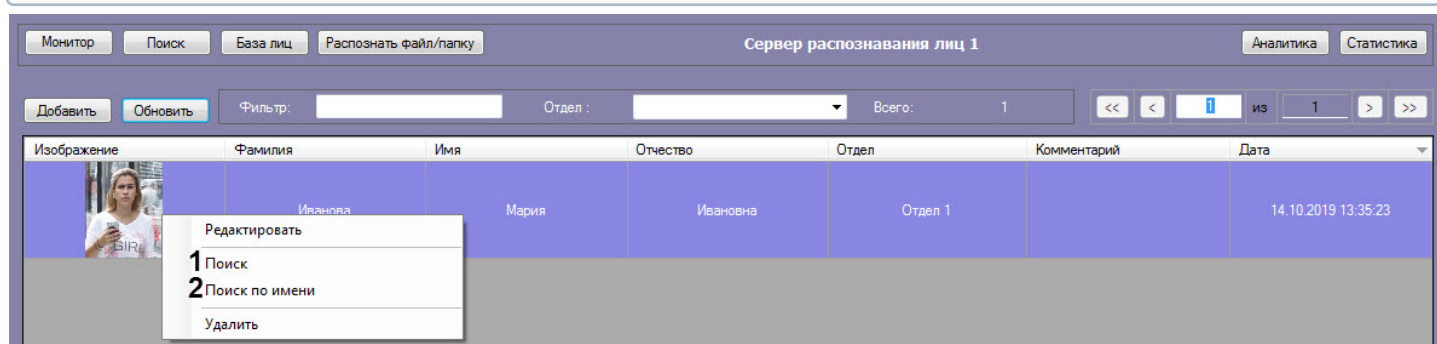 Монитор Поиск База лиц Распознать файл/папку Сервер распознавания лиц 1 Аналитика Статистика
Добавить Обновить Фильтр: Отдел : Всего: 1 << < 1 из 1 > >>
Изображение Фамилия Имя Отчество Отдел Комментарий Дата
Иванова Мария Ивановна Отдел 1 14.10.2019 13:35:23
GIRL
Редактировать
1 Поиск
2 Поиск по имени
Удалить